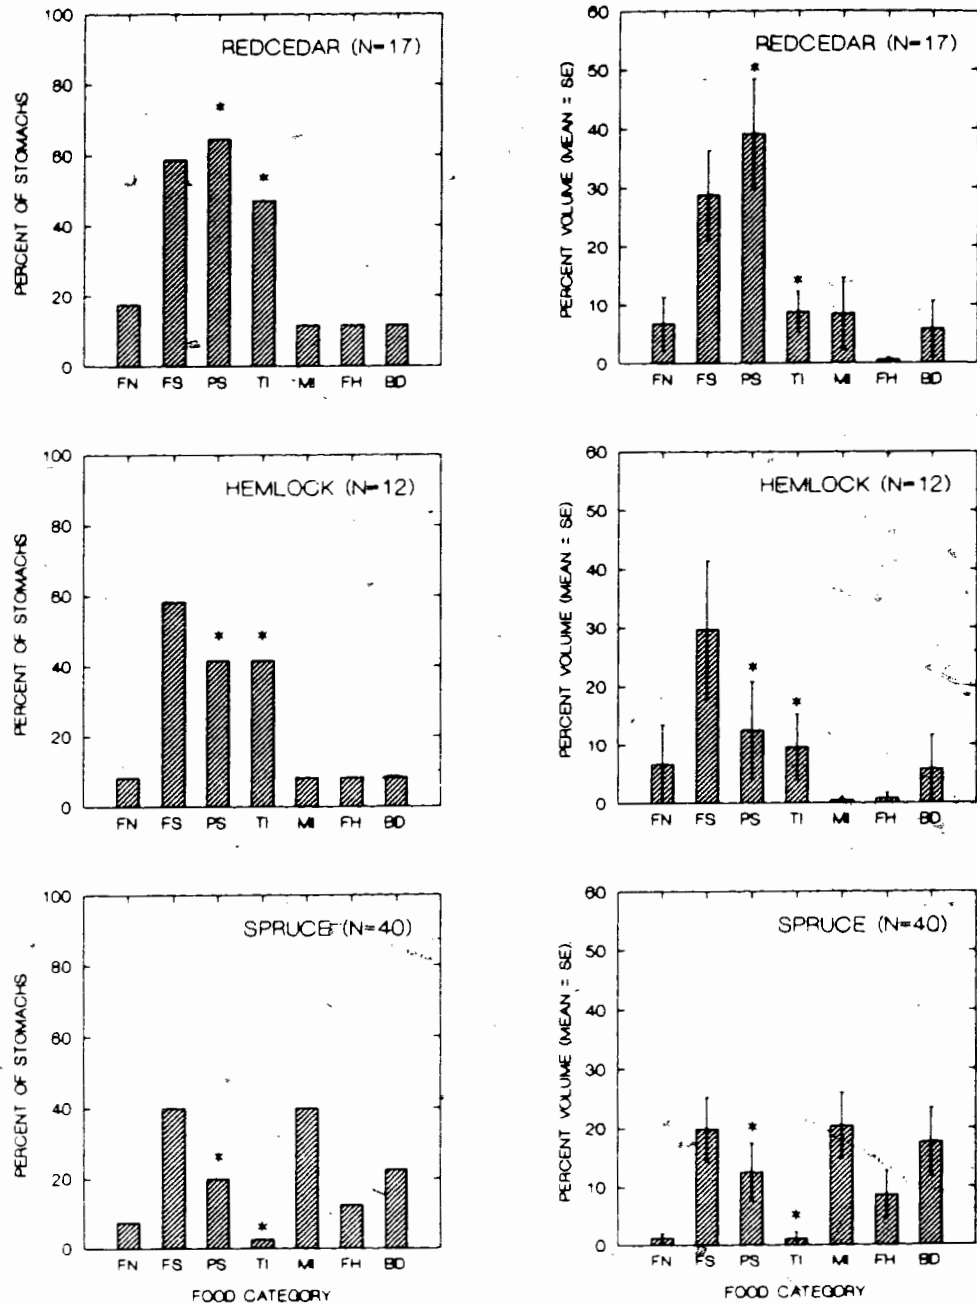 REDCEDAR (N=17)
PERCENT OF STOMACHS
100
80
60
40
20
0
* *
FN FS PS TI MI FH BD
REDCEDAR (N=17)
PERCENT VOLUME (MEAN ± SE)
60
50
40
30
20
10
0
* *
FN FS PS TI MI FH BD
HEMLOCK (N=12)
PERCENT OF STOMACHS
100
80
60
40
20
0
* *
FN FS PS TI MI FH BD
HEMLOCK (N=12)
PERCENT VOLUME (MEAN ± SE)
60
50
40
30
20
10
0
* *
FN FS PS TI MI FH BD
SPRUCE (N=40)
PERCENT OF STOMACHS
100
80
60
40
20
0
* *
FN FS PS TI MI FH BD
FOOD CATEGORY
SPRUCE (N=40)
PERCENT VOLUME (MEAN ± SE)
60
50
40
30
20
10
0
* *
FN FS PS TI MI FH BD
FOOD CATEGORY